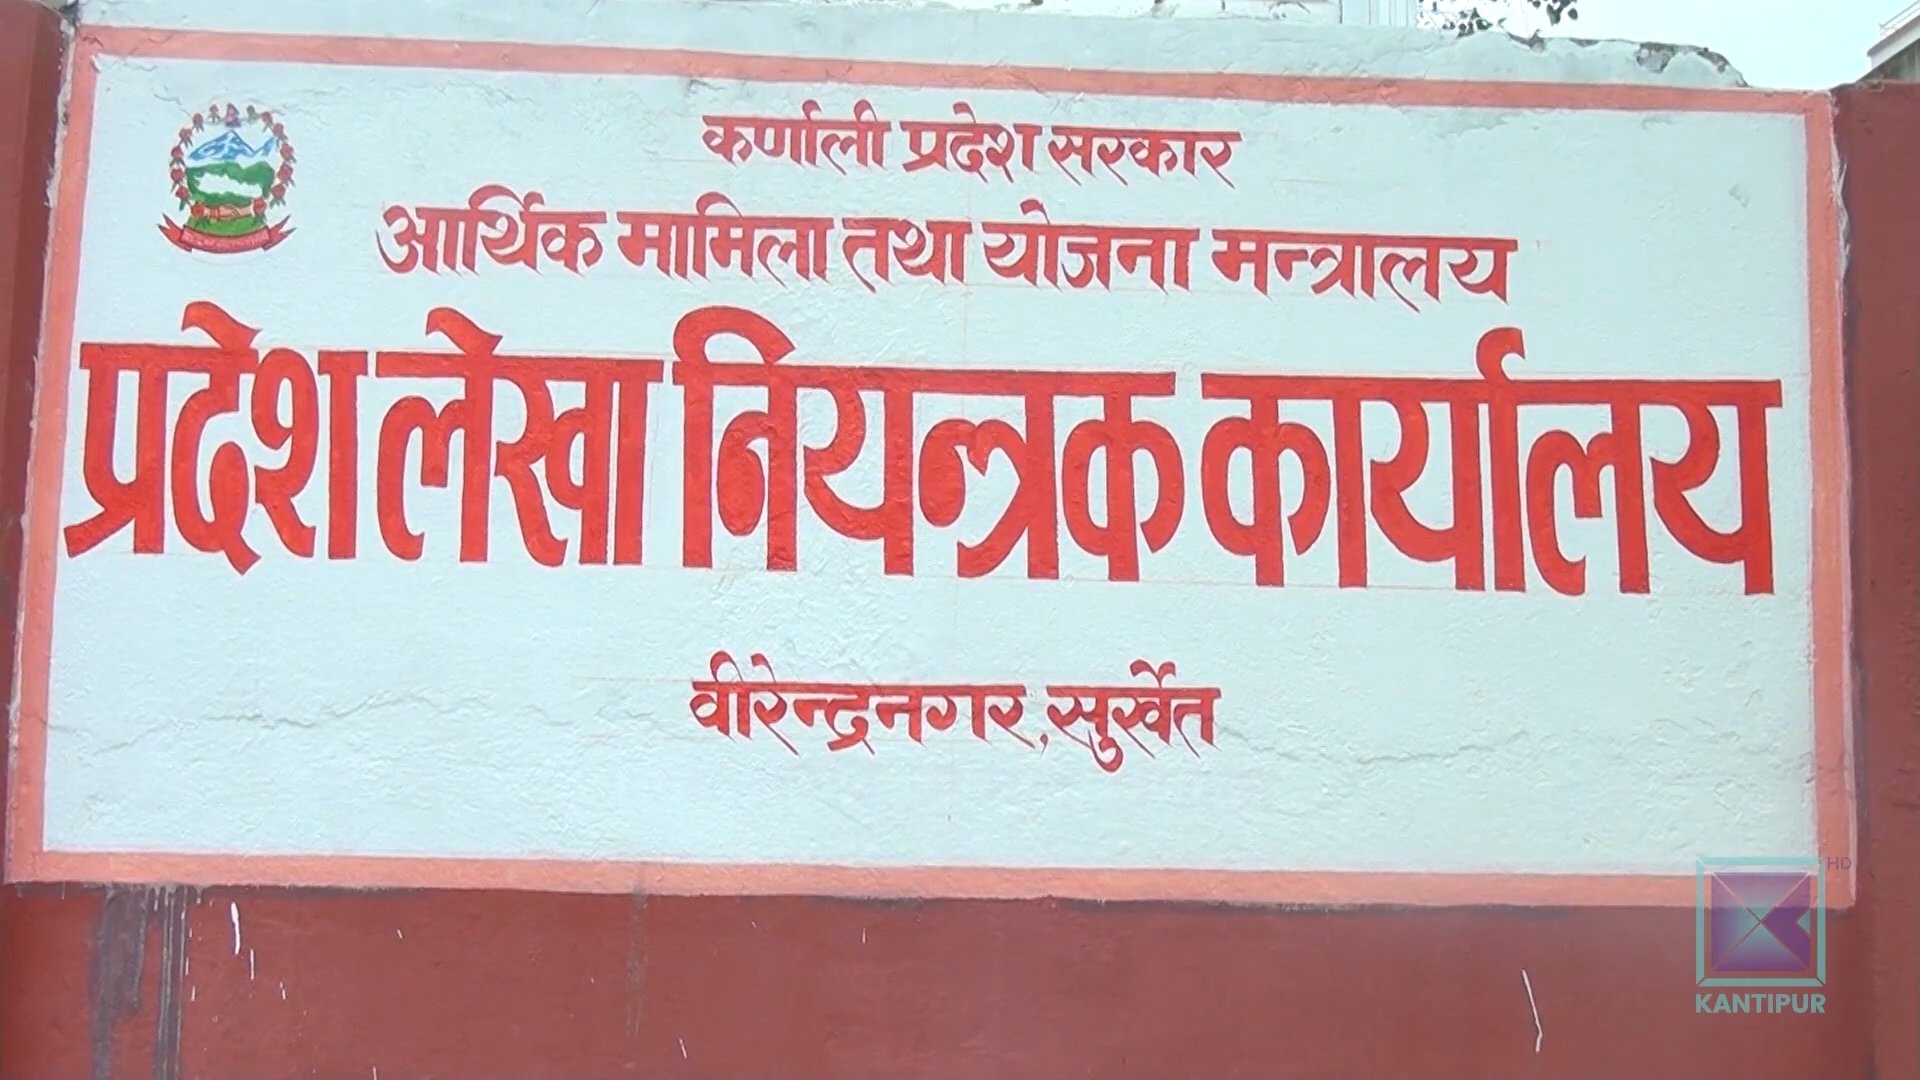 कर्णाली प्रदेश सरकार
आर्थिक मामिला तथा योजना मन्त्रालय
प्रदेश लेखा नियन्त्रक कार्यालय
वीरेन्द्रनगर, सुर्खेत
HD
KANTIPUR